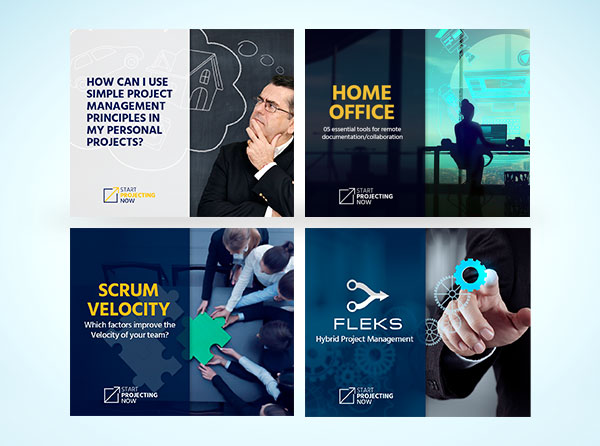 HOW CAN I USE
SIMPLE PROJECT
MANAGEMENT
PRINCIPLES IN
MY PERSONAL
PROJECTS?
START
PROJECTING
NOW
HOME
OFFICE
05 essential tools for remote
documentation/collaboration
START
PROJECTING
NOW
SCRUM
VELOCITY
Which factors improve the
Velocity of your team?
START
PROJECTING
NOW
FLEKS
Hybrid Project Management
START
PROJECTING
NOW